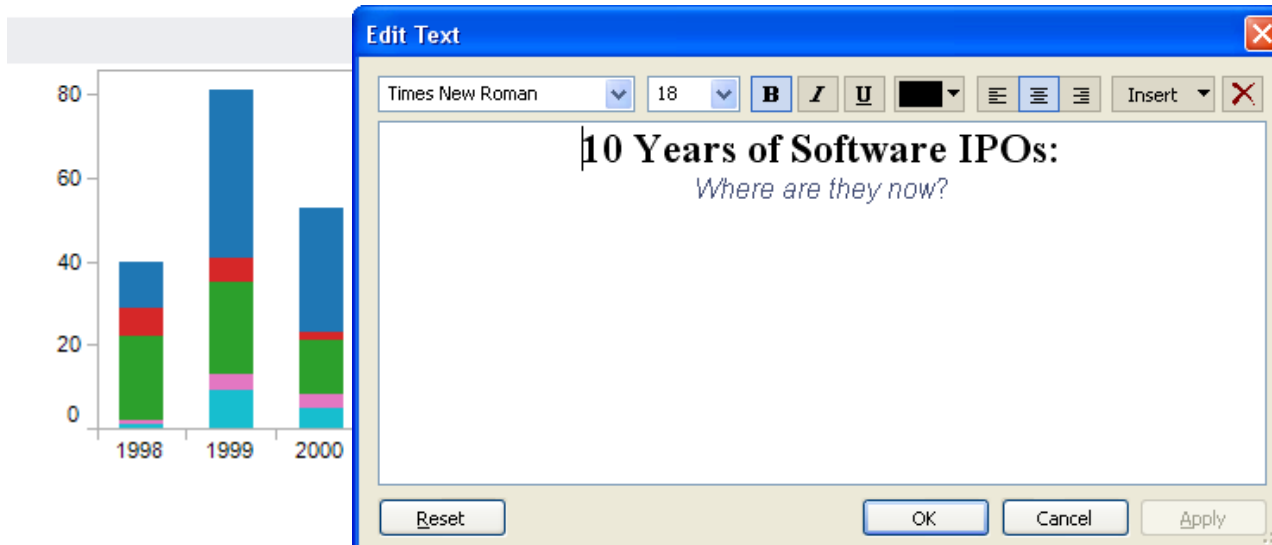 Edit Text
Times New Roman 18 B I U Insert
10 Years of Software IPOs:
Where are they now?
80
60
40
20
0
1998 1999 2000
Reset OK Cancel Apply